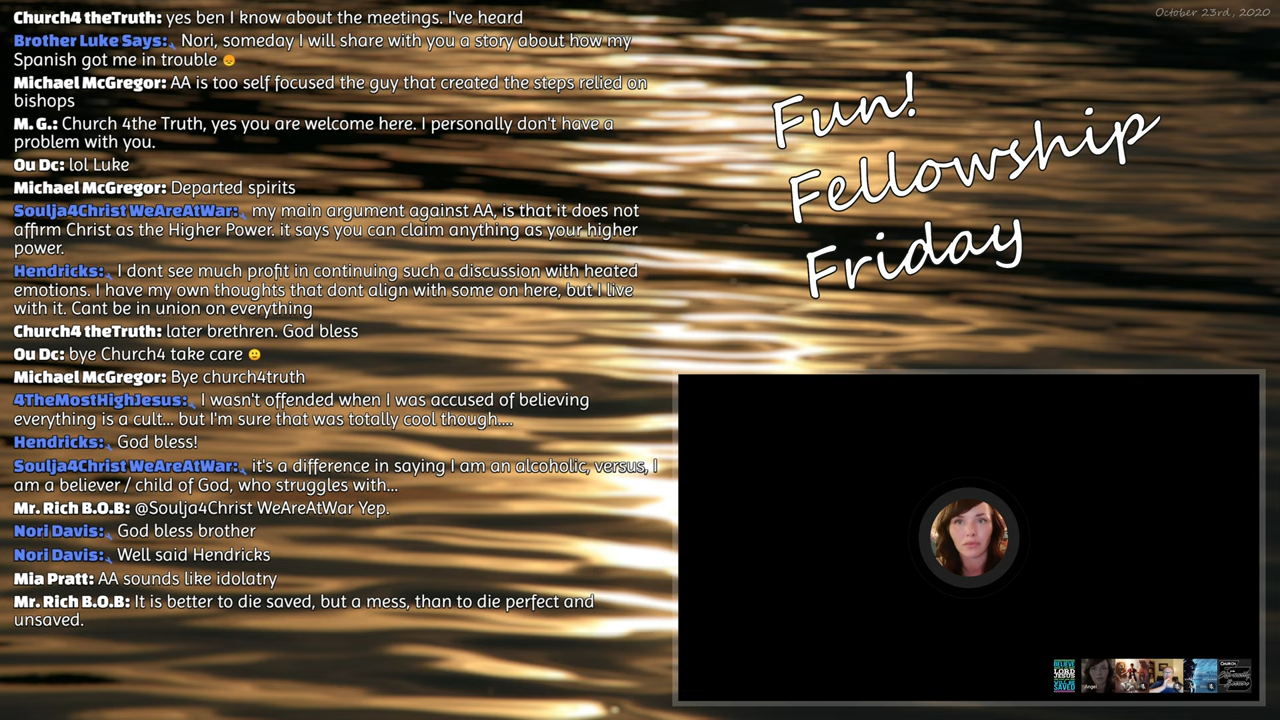 Church4 theTruth: yes ben I know about the meetings. I've heard
Brother Luke Says: Nori, someday I will share with you a story about how my
Spanish got me in trouble
Michael McGregor: AA is too self focused the guy that created the steps relied on
bishops
M. G.: Church 4the Truth, yes you are welcome here. I personally don't have a
problem with you.
Ou Dc: lol Luke
Michael McGregor: Departed spirits
Soulja4Christ WeAreAtWar: my main argument against AA, is that it does not
affirm Christ as the Higher Power. it says you can claim anything as your higher
power.
Hendricks: I dont see much profit in continuing such a discussion with heated
emotions. I have my own thoughts that dont align with some on here, but I live
with it. Cant be in union on everything
Church4 theTruth: later brethren. God bless
Ou Dc: bye Church4 take care 🙂
Michael McGregor: Bye church4truth
4TheMostHighJesus: I wasn't offended when I was accused of believing
everything is a cult... but I'm sure that was totally cool though....
Hendricks: God bless!
Soulja4Christ WeAreAtWar: it's a difference in saying I am an alcoholic, versus, I
am a believer / child of God, who struggles with...
Mr. Rich B.O.B: @Soulja4Christ WeAreAtWar Yep.
Nori Davis: God bless brother
Nori Davis: Well said Hendricks
Mia Pratt: AA sounds like idolatry
Mr. Rich B.O.B: It is better to die saved, but a mess, than to die perfect and
unsaved.
October 23rd, 2020
Fun!
Fellowship
Friday
BELIEVE
LORD
JESUS
SAVED
Angel
CHURCH